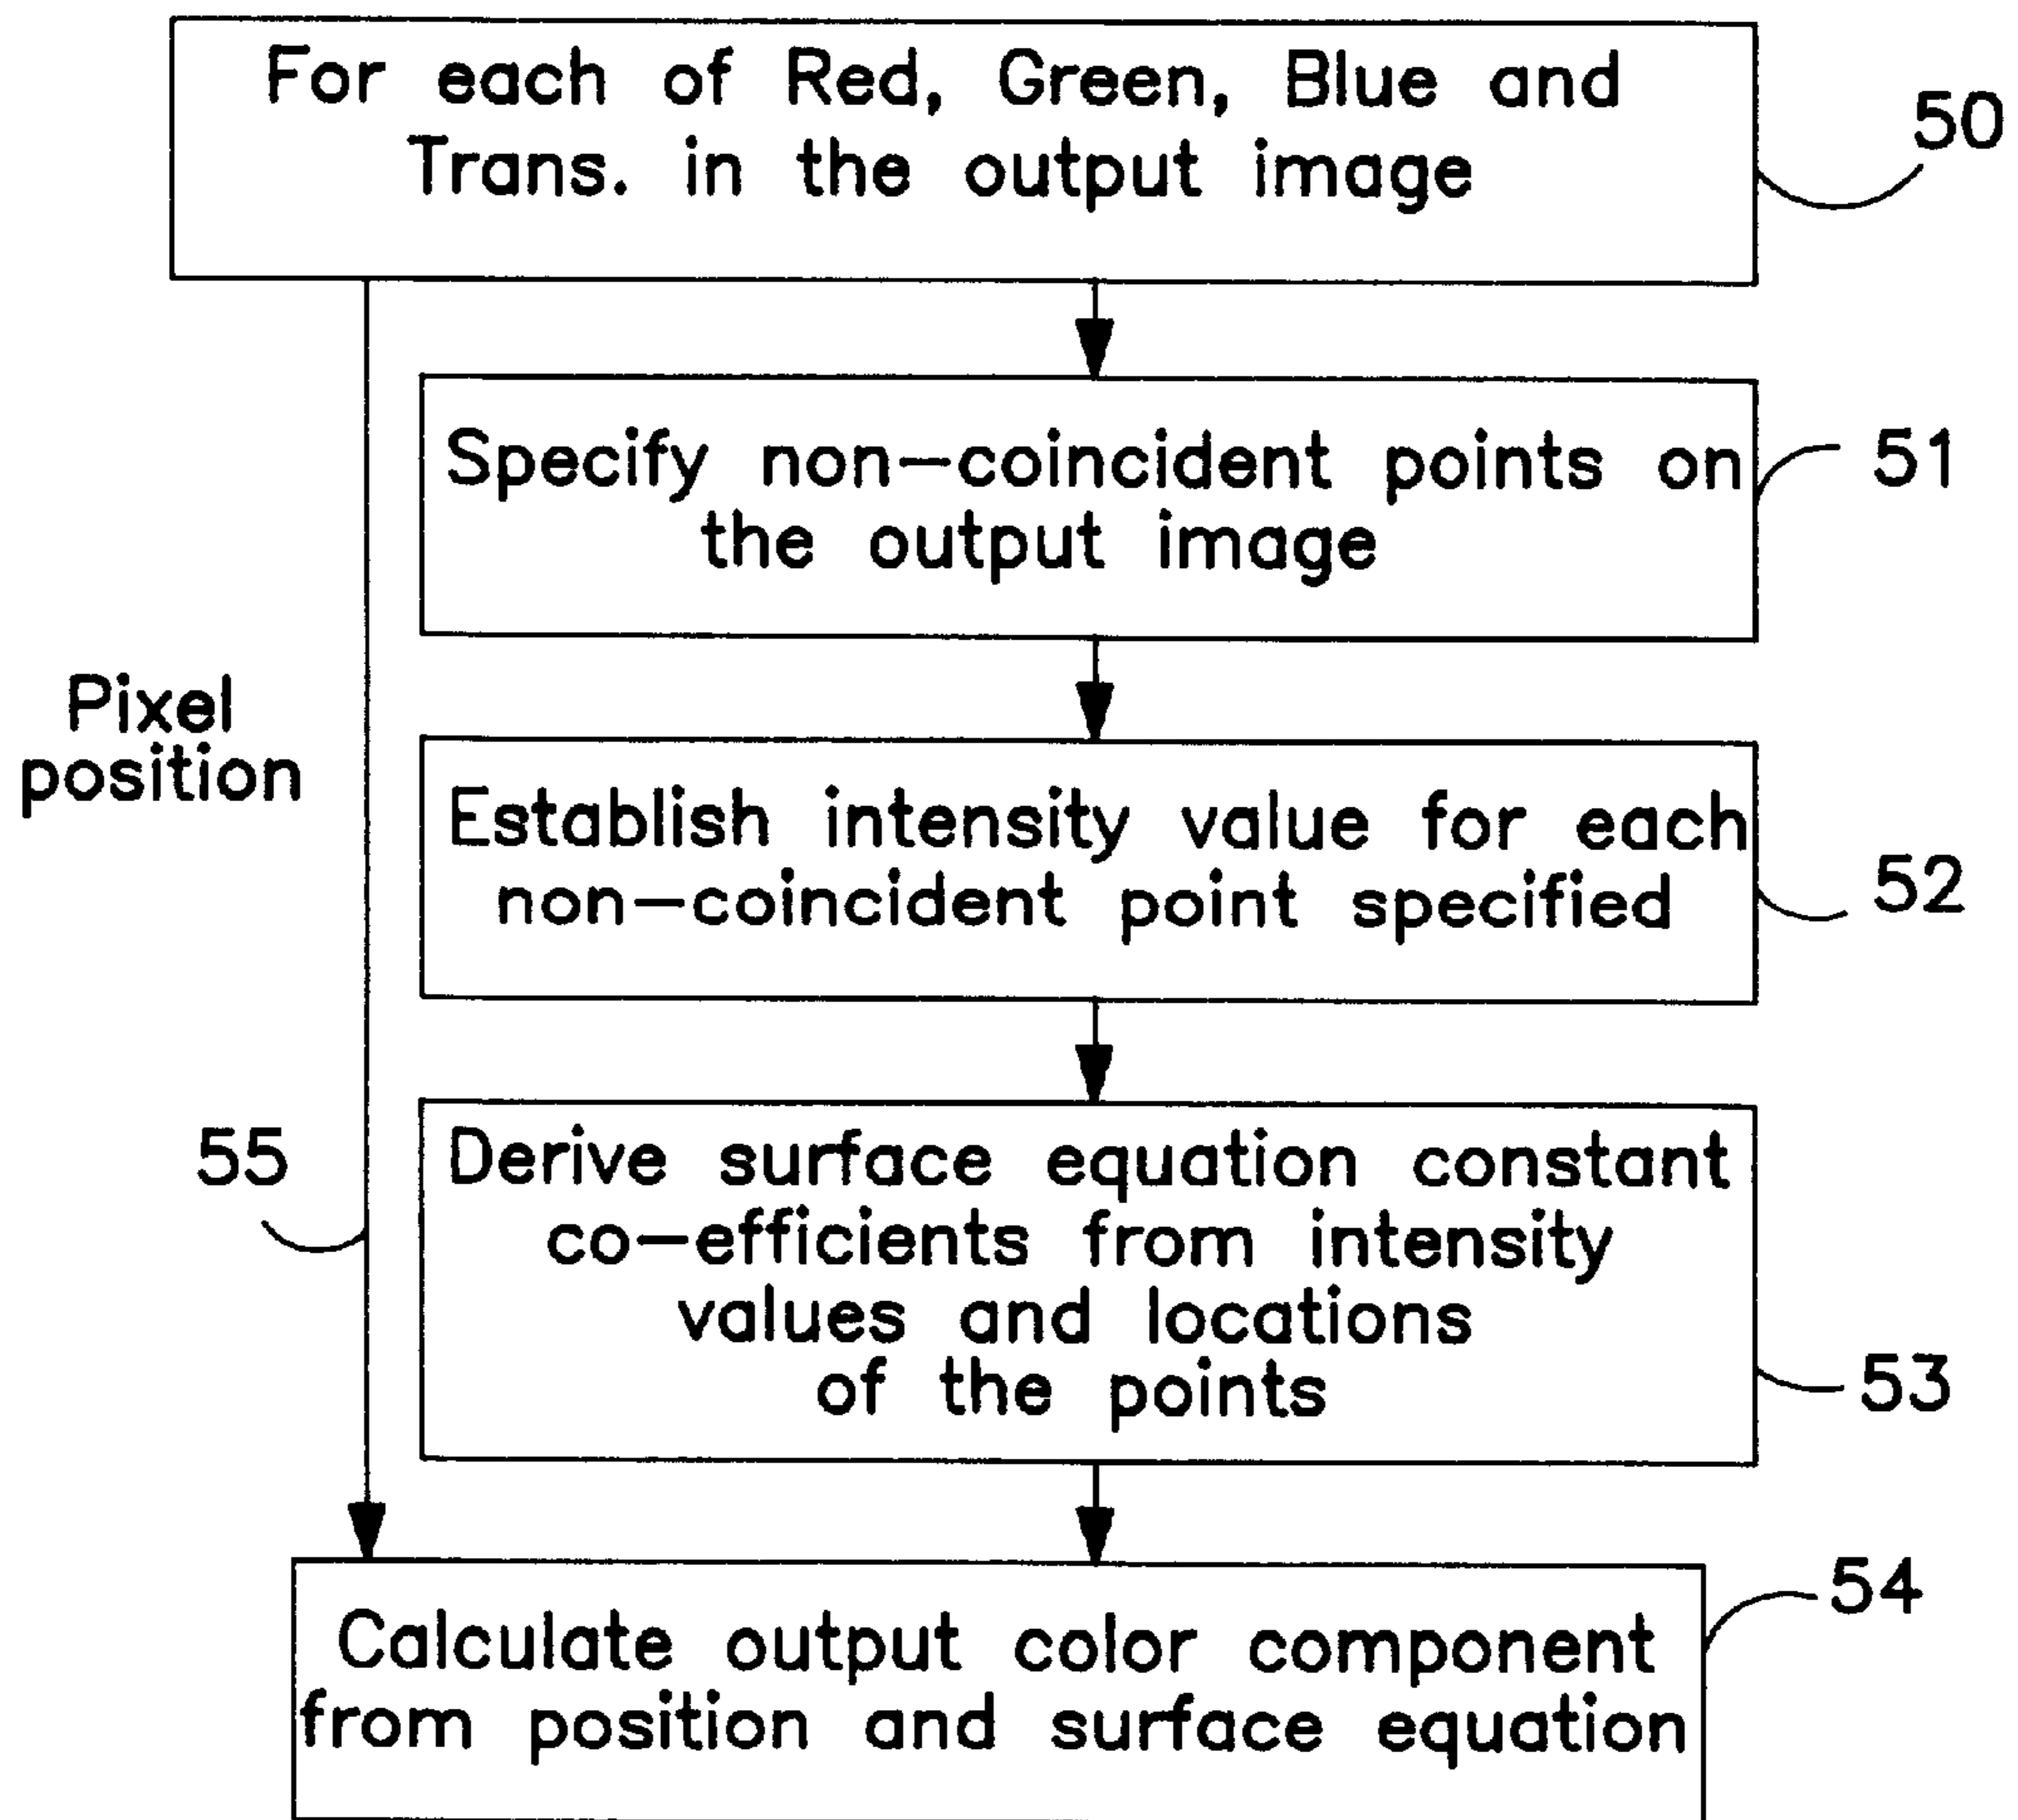 For each of Red, Green, Blue and
Trans. in the output image
50
Specify non-coincident points on
the output image
51
Pixel
position
Establish intensity value for each
non-coincident point specified
52
55
Derive surface equation constant
co-efficients from intensity
values and locations
of the points
53
54
Calculate output color component
from position and surface equation